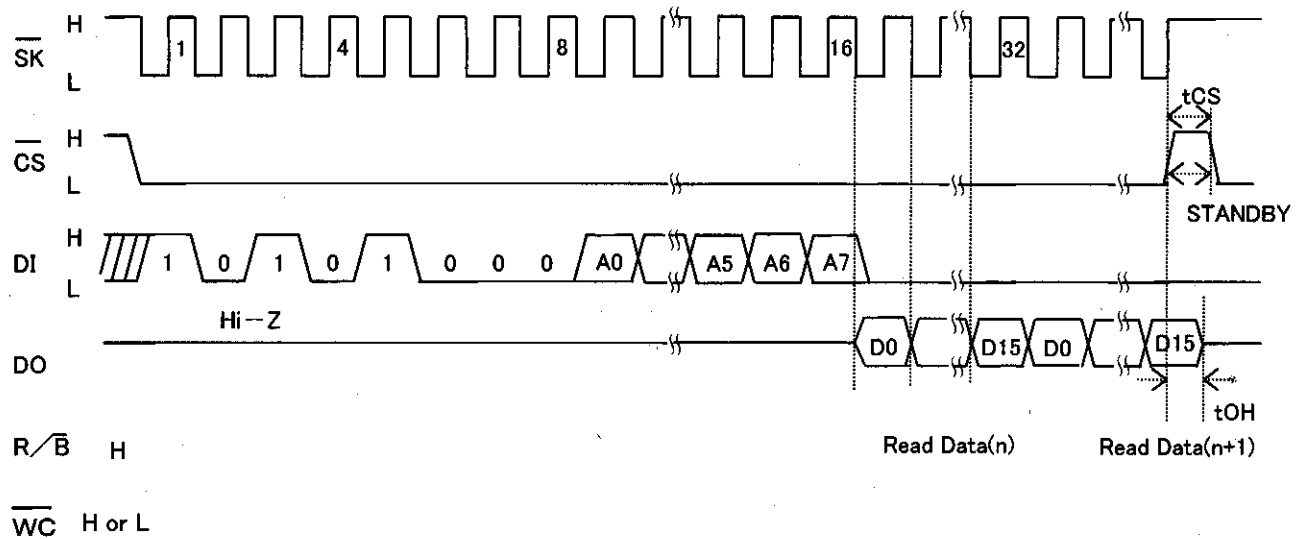 H
SK 1 4 8 16 32
L
tCS
H
CS
L
STANDBY
H
DI 1 0 1 0 1 0 0 0 A0 A5 A6 A7
L
Hi-Z
DO D0 D15 D0 D15
tOH
R/B H Read Data(n) Read Data(n+1)
WC H or L